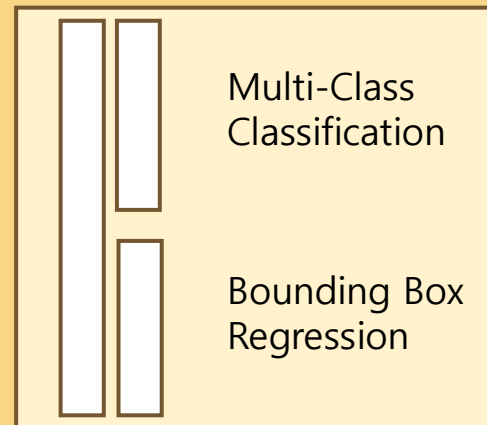 Multi-Class
Classification
Bounding Box
Regression